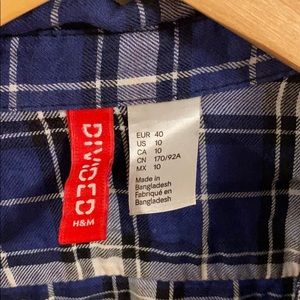 DIVIDED
H&M
EUR 40
US 10
CA 10
CN 170/92A
MX 10
Made in
Bangladesh
Fabriqué en
Bangladesh